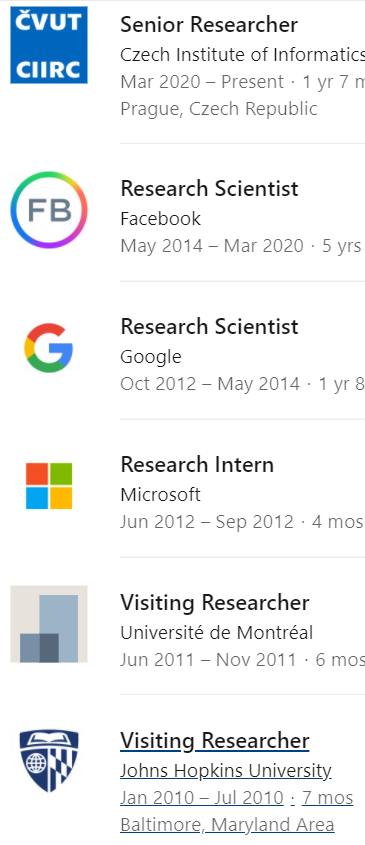 ČVUT
CIIRC
Senior Researcher
Czech Institute of Informatics
Mar 2020 – Present · 1 yr 7 m
Prague, Czech Republic
FB
Research Scientist
Facebook
May 2014 – Mar 2020 · 5 yrs
Research Scientist
Google
Oct 2012 – May 2014 · 1 yr 8
Research Intern
Microsoft
Jun 2012 – Sep 2012 · 4 mos
Visiting Researcher
Université de Montréal
Jun 2011 – Nov 2011 · 6 mos
Visiting Researcher
Johns Hopkins University
Jan 2010 – Jul 2010 · 7 mos
Baltimore, Maryland Area